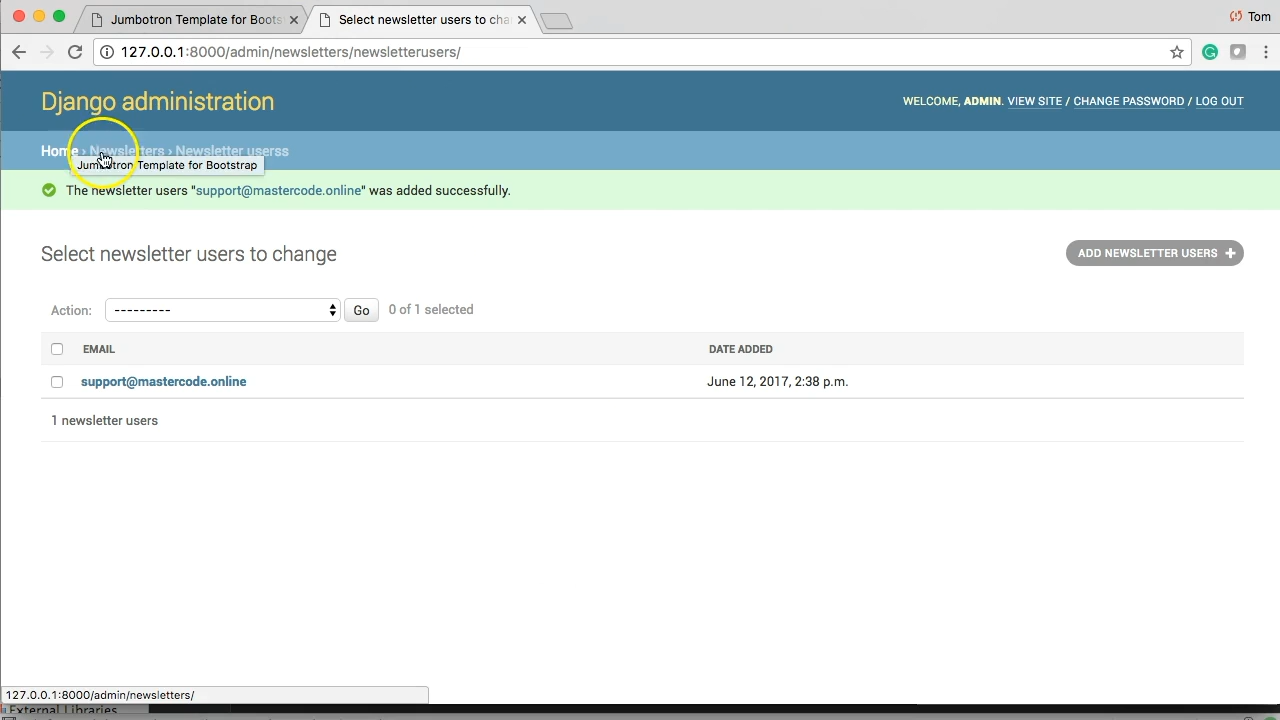 Jumbotron Template for Boots
Select newsletter users to cha
Tom
127.0.0.1:8000/admin/newsletters/newsletterusers/
Django administration
WELCOME, ADMIN. VIEW SITE / CHANGE PASSWORD / LOG OUT
Home › Newsletters › Newsletter userss
Jumbotron Template for Bootstrap
The newsletter users "support@mastercode.online" was added successfully.
Select newsletter users to change
ADD NEWSLETTER USERS +
Action: --------- Go 0 of 1 selected
EMAIL DATE ADDED
support@mastercode.online June 12, 2017, 2:38 p.m.
1 newsletter users
127.0.0.1:8000/admin/newsletters/
External Libraries